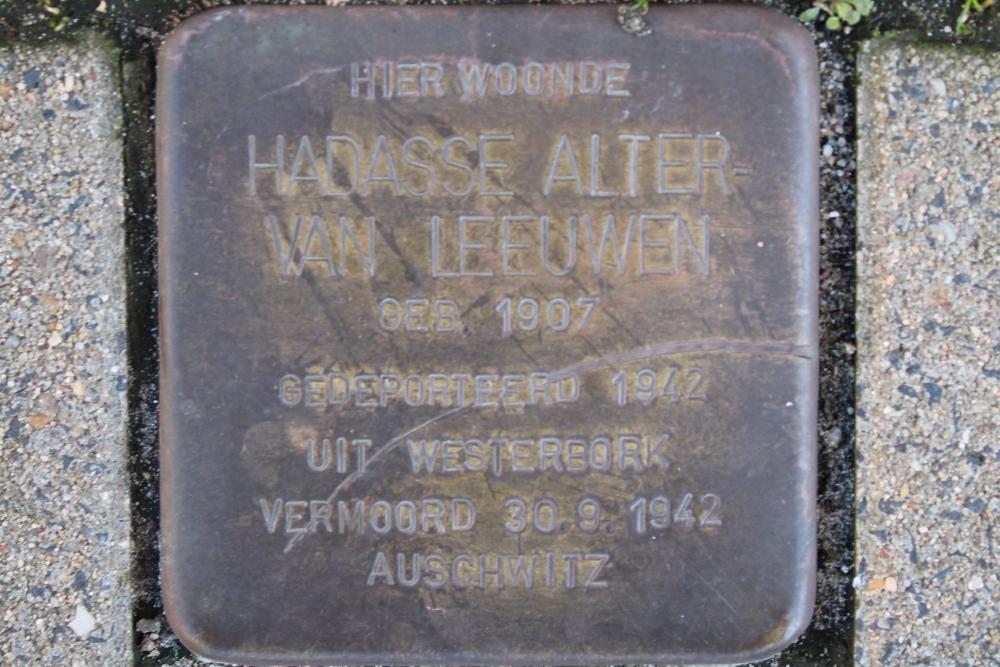 HIER WOONDE
HADASSE ALTER-
VAN LEEUWEN
GEB. 1907
GEDEPORTEERD 1942
UIT WESTERBORK
VERMOORD 30.9.1942
AUSCHWITZ